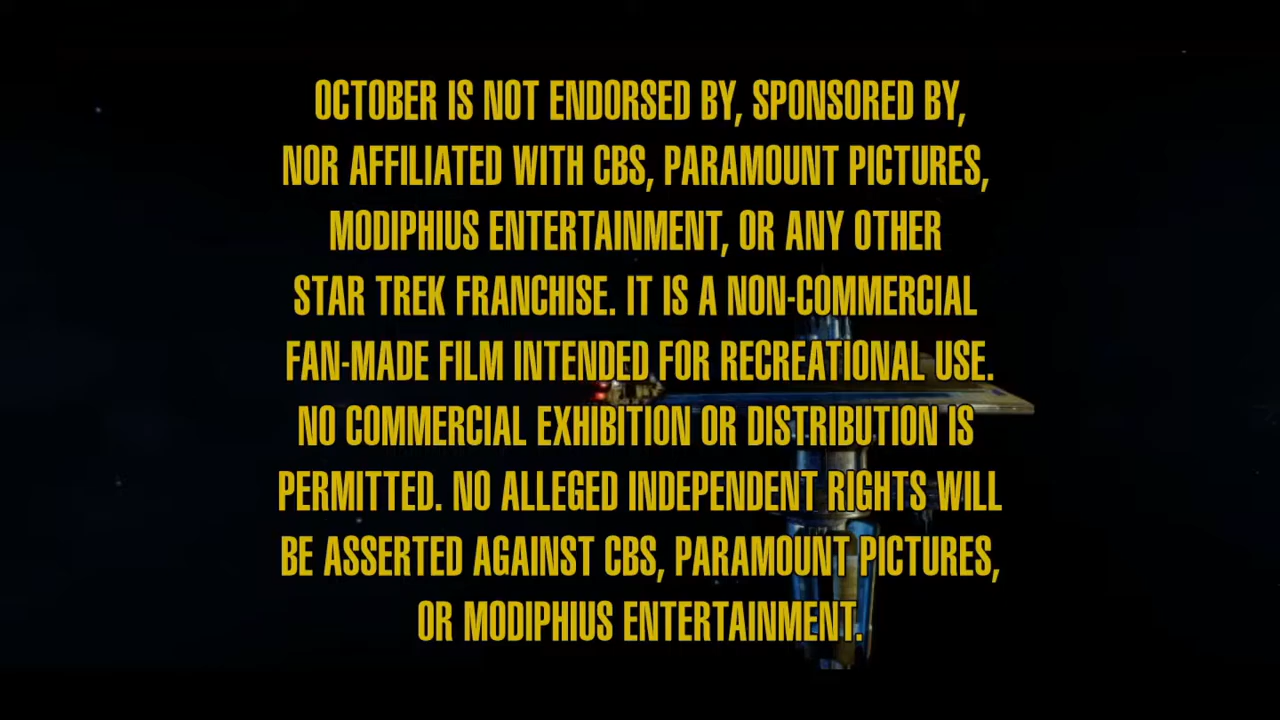 OCTOBER IS NOT ENDORSED BY, SPONSORED BY,
NOR AFFILIATED WITH CBS, PARAMOUNT PICTURES,
MODIPHIUS ENTERTAINMENT, OR ANY OTHER
STAR TREK FRANCHISE. IT IS A NON-COMMERCIAL
FAN-MADE FILM INTENDED FOR RECREATIONAL USE.
NO COMMERCIAL EXHIBITION OR DISTRIBUTION IS
PERMITTED. NO ALLEGED INDEPENDENT RIGHTS WILL
BE ASSERTED AGAINST CBS, PARAMOUNT PICTURES,
OR MODIPHIUS ENTERTAINMENT.